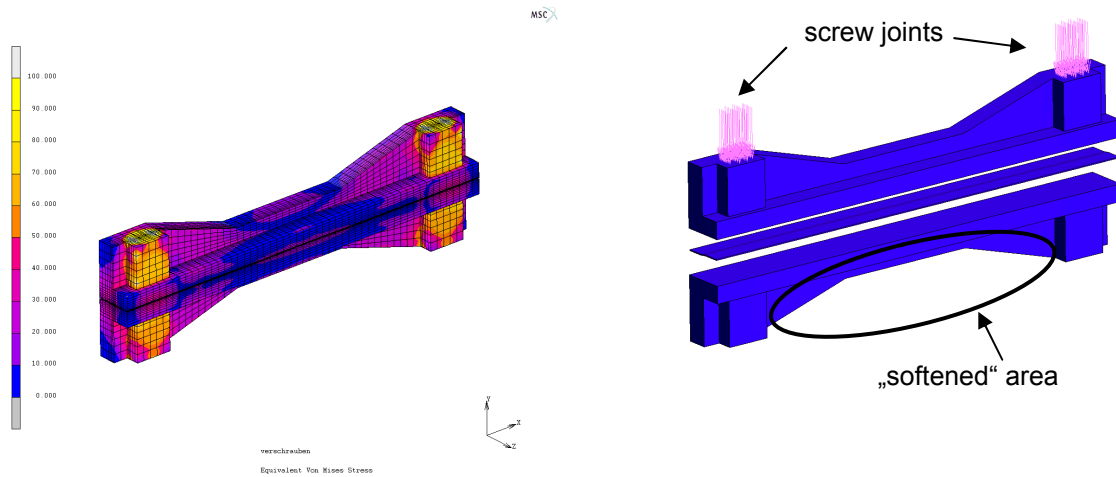 MSC
100.000
90.000
80.000
70.000
60.000
50.000
40.000
30.000
20.000
10.000
0.000
Y
X
Z
verschrauben
Equivalent Von Mises Stress
screw joints
„softened“ area